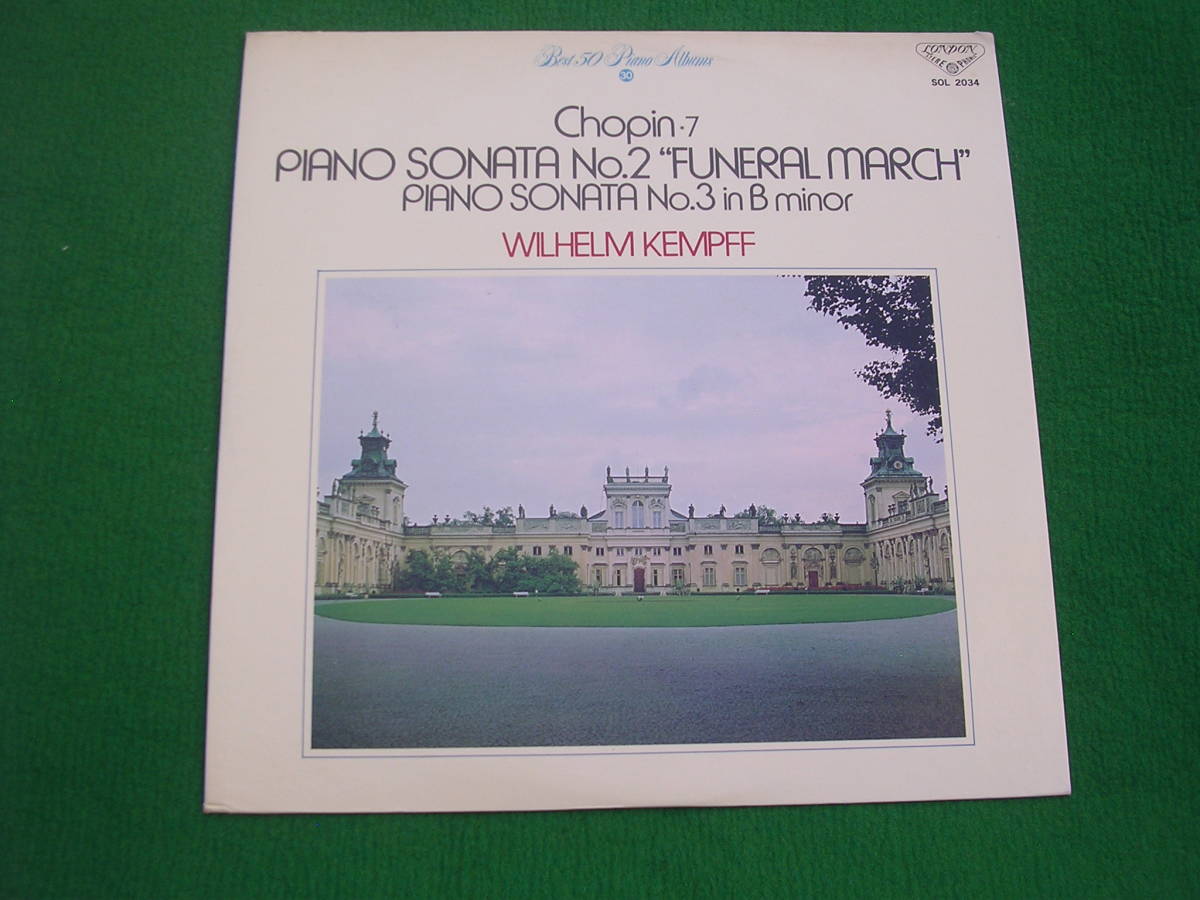 Best 50 Piano Albums
30
LONDON
SOL 2034
Chopin·7
PIANO SONATA No.2 “FUNERAL MARCH”
PIANO SONATA No.3 in B minor
WILHELM KEMPFF